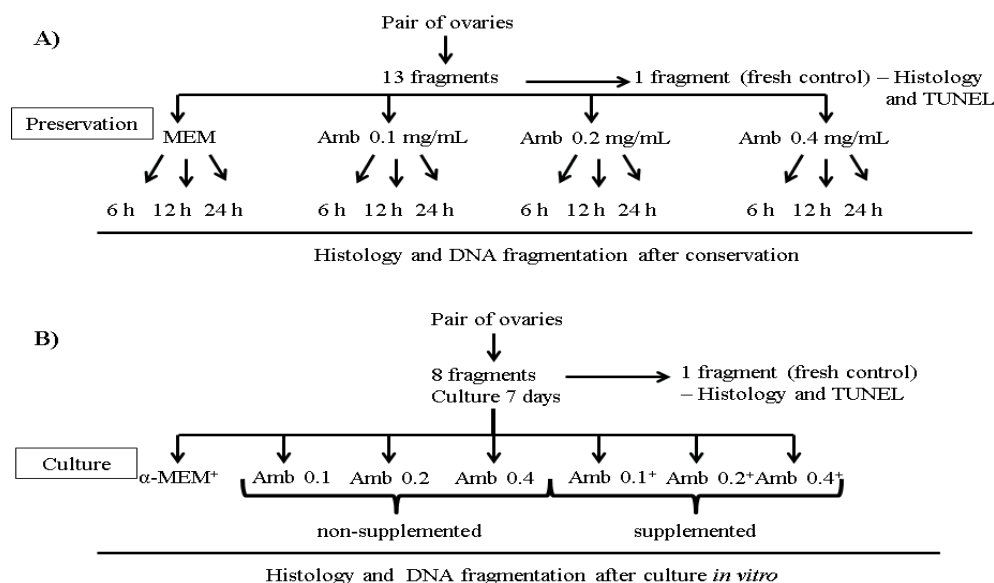 A)
Pair of ovaries
13 fragments
1 fragment (fresh control) – Histology
and TUNEL
Preservation
MEM
Amb 0.1 mg/mL
Amb 0.2 mg/mL
Amb 0.4 mg/mL
6 h 12 h 24 h
6 h 12 h 24 h
6 h 12 h 24 h
6 h 12 h 24 h
Histology and DNA fragmentation after conservation
B)
Pair of ovaries
8 fragments
Culture 7 days
1 fragment (fresh control)
– Histology and TUNEL
Culture
α-MEM⁺
Amb 0.1
Amb 0.2
Amb 0.4
Amb 0.1⁺
Amb 0.2⁺
Amb 0.4⁺
non-supplemented
supplemented
Histology and DNA fragmentation after culture in vitro